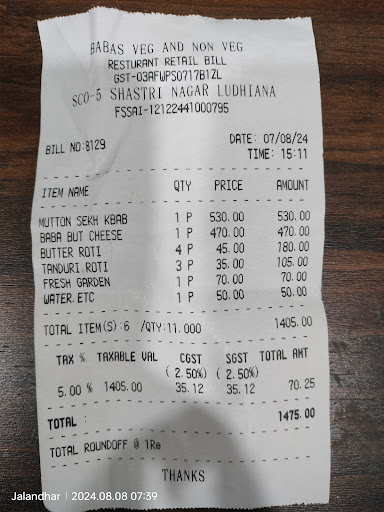 BABAS VEG AND NON VEG
RESTURANT RETAIL BILL
GST-03AFWPS0717B1ZL
SCO-5 SHASTRI NAGAR LUDHIANA
FSSAI-12122441000795
BILL NO:8129 DATE: 07/08/24
TIME: 15:11
ITEM NAME QTY PRICE AMOUNT
MUTTON SEKH KBAB 1 P 530.00 530.00
BABA BUT CHEESE 1 P 470.00 470.00
BUTTER ROTI 4 P 45.00 180.00
TANDURI ROTI 3 P 35.00 105.00
FRESH GARDEN 1 P 70.00 70.00
WATER ETC 1 P 50.00 50.00
TOTAL ITEM(S):6 /QTY:11.000 1405.00
TAX % TAXABLE VAL CGST SGST TOTAL AMT
( 2.50%) ( 2.50%)
5.00 % 1405.00 35.12 35.12 70.25
TOTAL : 1475.00
TOTAL ROUNDOFF @ 1Re
THANKS
Jalandhar | 2024.08.08 07:39